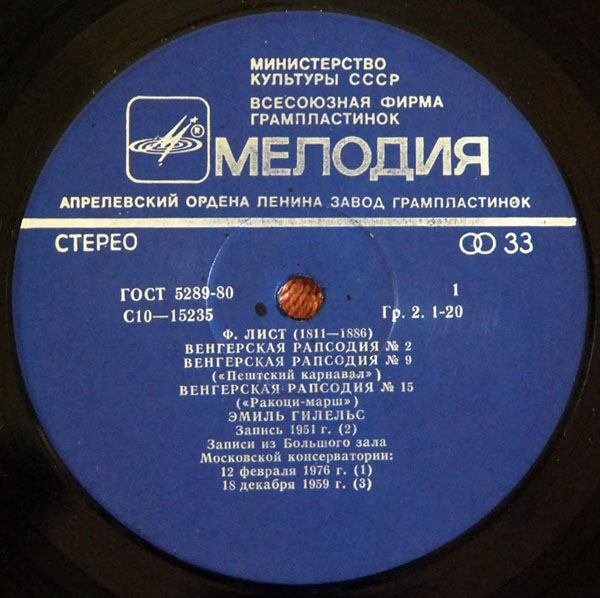 МИНИСТЕРСТВО
КУЛЬТУРЫ СССР
ВСЕСОЮЗНАЯ ФИРМА
ГРАМПЛАСТИНОК
®
МЕЛОДИЯ
АПРЕЛЕВСКИЙ ОРДЕНА ЛЕНИНА ЗАВОД ГРАМПЛАСТИНОК
СТЕРЕО 33
ГОСТ 5289-80 1
С10—15235 Гр. 2. 1-20
Ф. ЛИСТ (1811—1886)
ВЕНГЕРСКАЯ РАПСОДИЯ № 2
ВЕНГЕРСКАЯ РАПСОДИЯ № 9
(«Пештский карнавал»)
ВЕНГЕРСКАЯ РАПСОДИЯ № 15
(«Ракоци-марш»)
ЭМИЛЬ ГИЛЕЛЬС
Запись 1951 г. (2)
Записи из Большого зала
Московской консерватории:
12 февраля 1976 г. (1)
18 декабря 1959 г. (3)